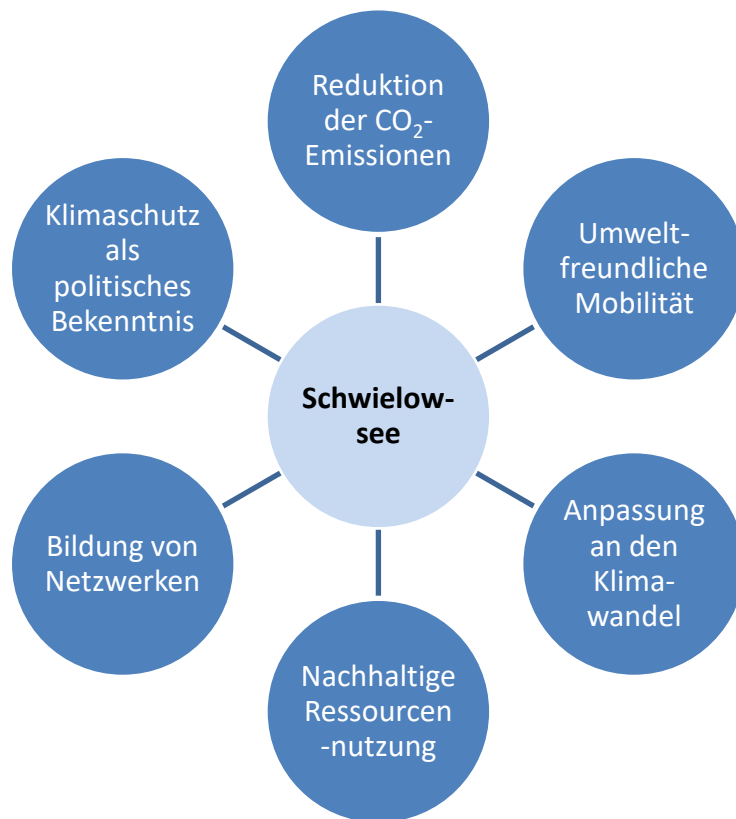 Reduktion
der CO₂-
Emissionen
Klimaschutz
als
politisches
Bekenntnis
Umwelt-
freundliche
Mobilität
Schwielow-
see
Bildung von
Netzwerken
Anpassung
an den
Klima-
wandel
Nachhaltige
Ressourcen
-nutzung